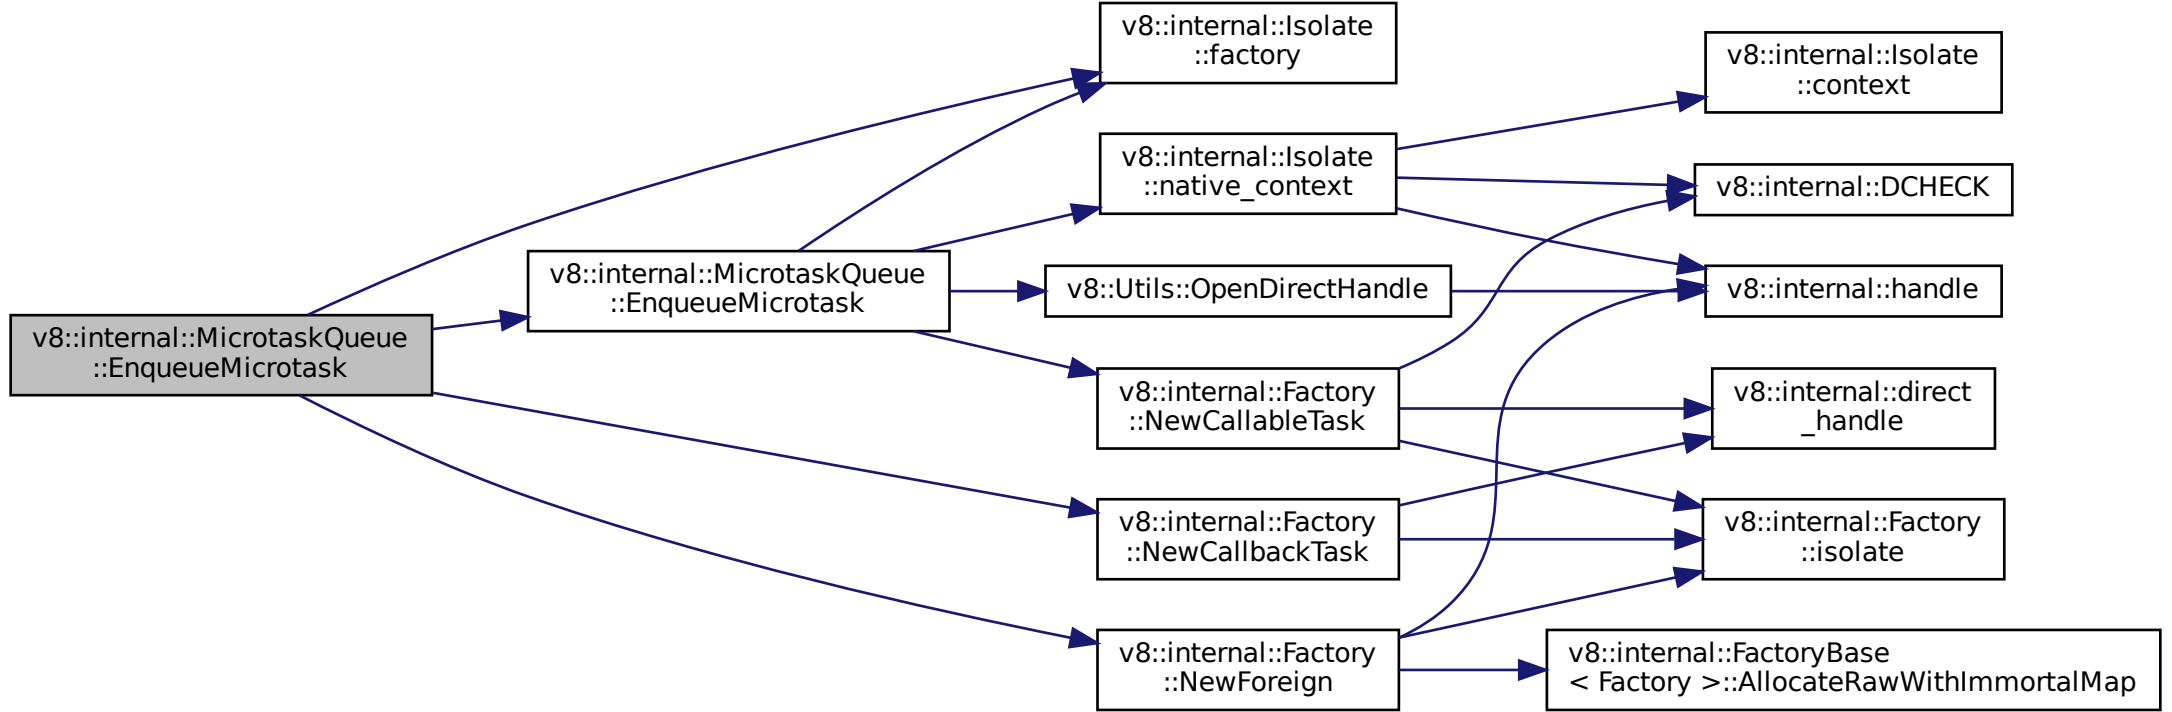 v8::internal::MicrotaskQueue
::EnqueueMicrotask
v8::internal::MicrotaskQueue
::EnqueueMicrotask
v8::internal::Isolate
::factory
v8::internal::Isolate
::native_context
v8::Utils::OpenDirectHandle
v8::internal::Factory
::NewCallableTask
v8::internal::Factory
::NewCallbackTask
v8::internal::Factory
::NewForeign
v8::internal::Isolate
::context
v8::internal::DCHECK
v8::internal::handle
v8::internal::direct
_handle
v8::internal::Factory
::isolate
v8::internal::FactoryBase
< Factory >::AllocateRawWithImmortalMap